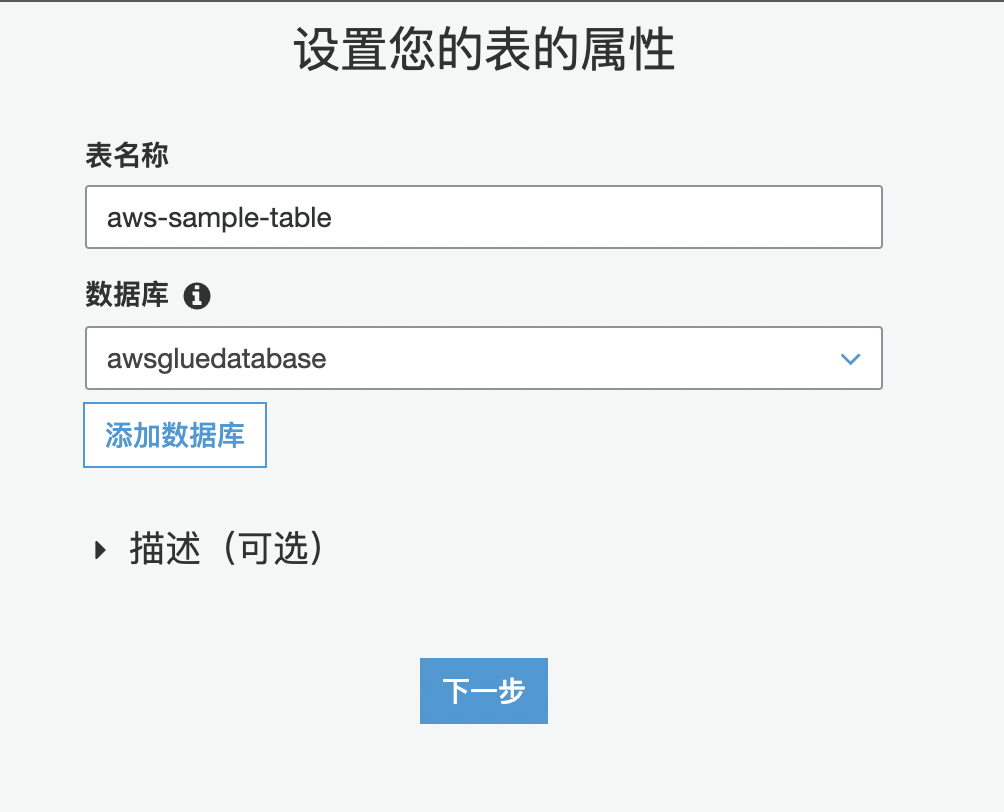 设置您的表的属性
表名称
aws-sample-table
数据库
awsgluedatabase
添加数据库
描述（可选）
下一步